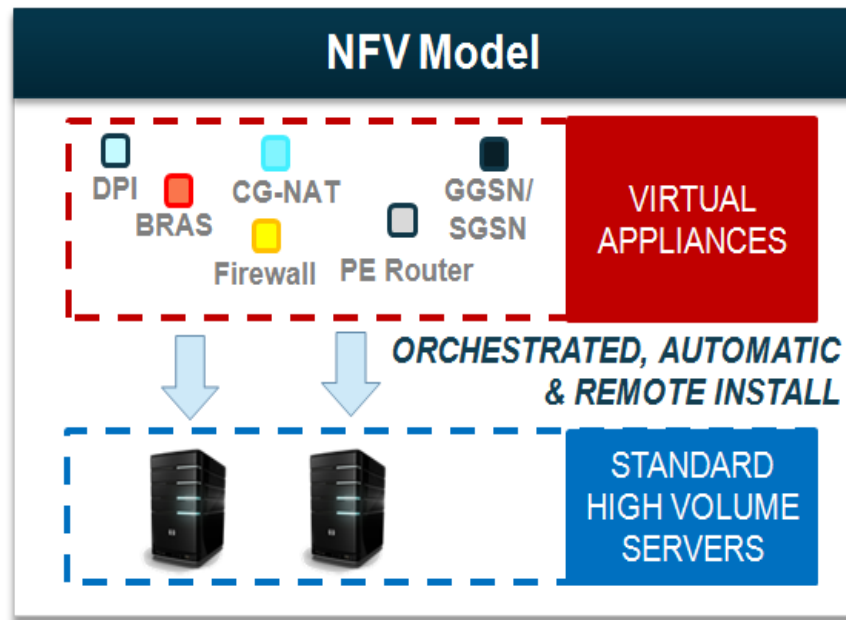 NFV Model
DPI
BRAS
CG-NAT
Firewall
PE Router
GGSN/
SGSN
VIRTUAL
APPLIANCES
ORCHESTRATED, AUTOMATIC
& REMOTE INSTALL
STANDARD
HIGH VOLUME
SERVERS